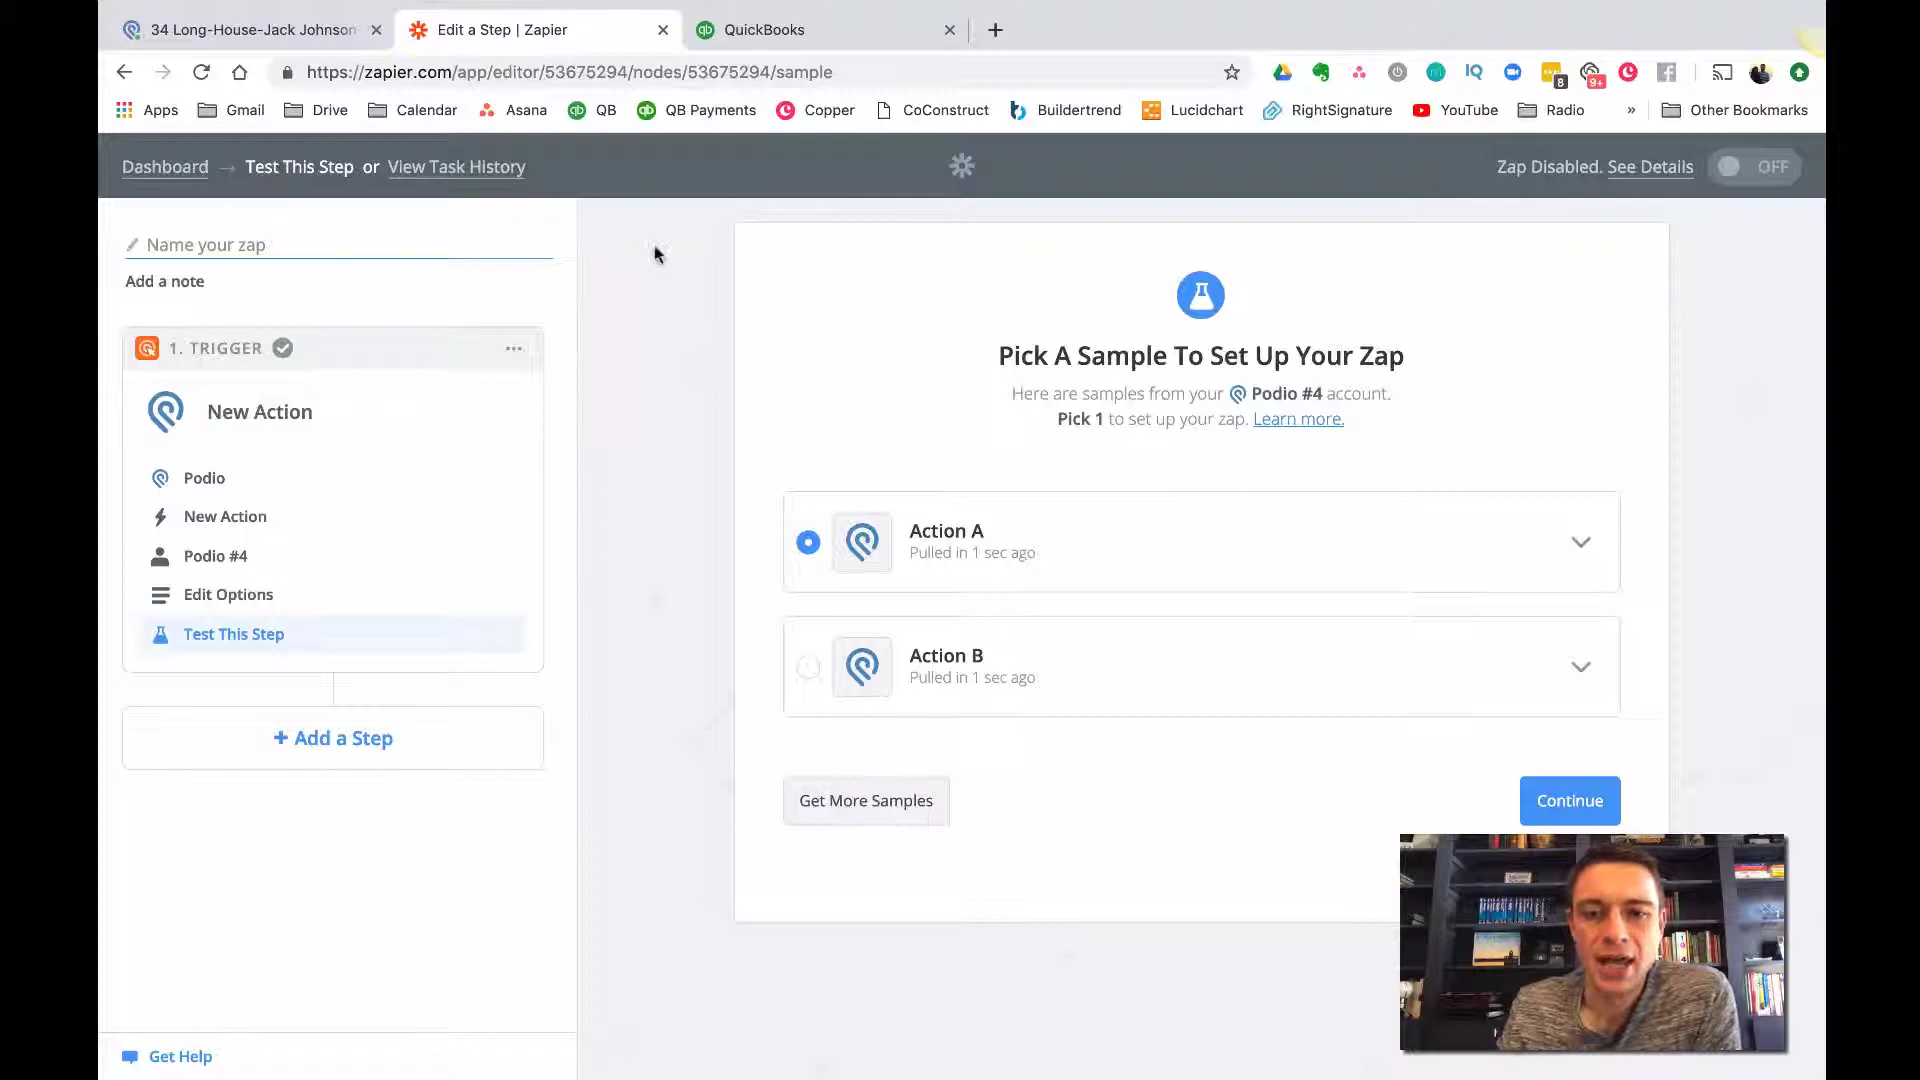 34 Long-House-Jack Johnson
Edit a Step | Zapier
QuickBooks
https://zapier.com/app/editor/53675294/nodes/53675294/sample
8
9+
Apps
Gmail
Drive
Calendar
Asana
QB
QB Payments
Copper
CoConstruct
Buildertrend
Lucidchart
RightSignature
YouTube
Radio
»
Other Bookmarks
Dashboard → Test This Step or View Task History
Zap Disabled. See Details
OFF
Name your zap
Add a note
1. TRIGGER
New Action
Podio
New Action
Podio #4
Edit Options
Test This Step
+ Add a Step
Get Help
Pick A Sample To Set Up Your Zap
Here are samples from your Podio #4 account.
Pick 1 to set up your zap. Learn more.
Action A
Pulled in 1 sec ago
Action B
Pulled in 1 sec ago
Get More Samples
Continue